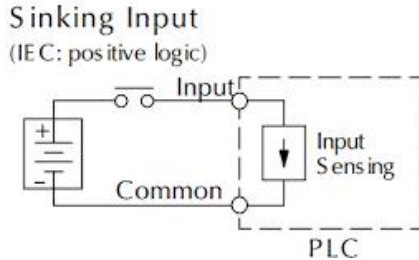 Sinking Input
(IEC: positive logic)
Input
+
Input
Sensing
-
Common
PLC